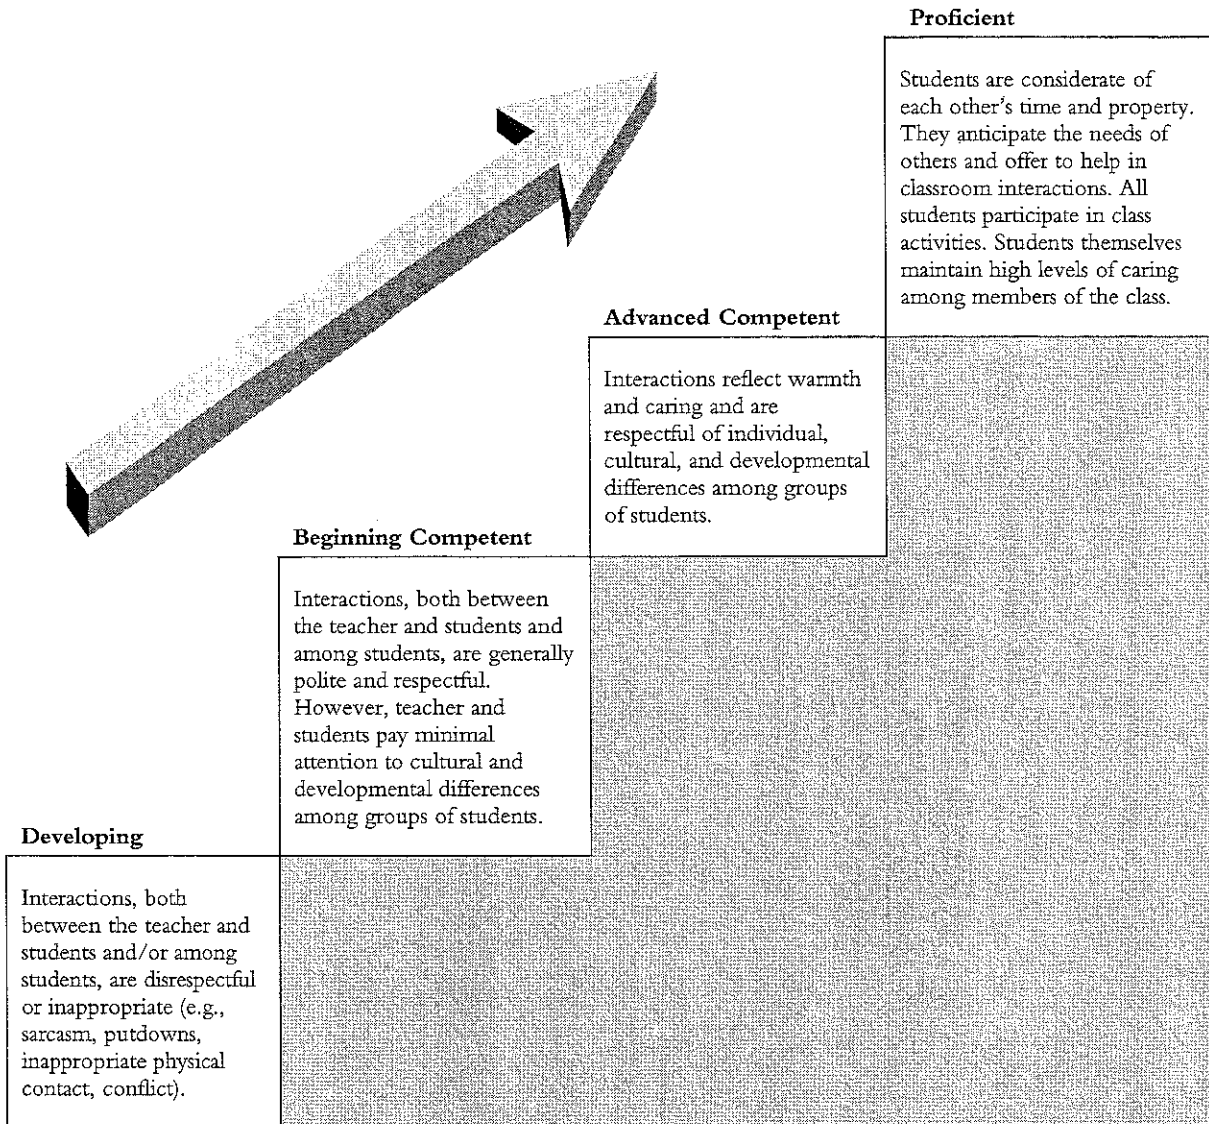 Proficient
Students are considerate of
each other's time and property.
They anticipate the needs of
others and offer to help in
classroom interactions. All
students participate in class
activities. Students themselves
maintain high levels of caring
among members of the class.
Advanced Competent
Interactions reflect warmth
and caring and are
respectful of individual,
cultural, and developmental
differences among groups
of students.
Beginning Competent
Interactions, both between
the teacher and students and
among students, are generally
polite and respectful.
However, teacher and
students pay minimal
attention to cultural and
developmental differences
among groups of students.
Developing
Interactions, both
between the teacher and
students and/or among
students, are disrespectful
or inappropriate (e.g.,
sarcasm, putdowns,
inappropriate physical
contact, conflict).